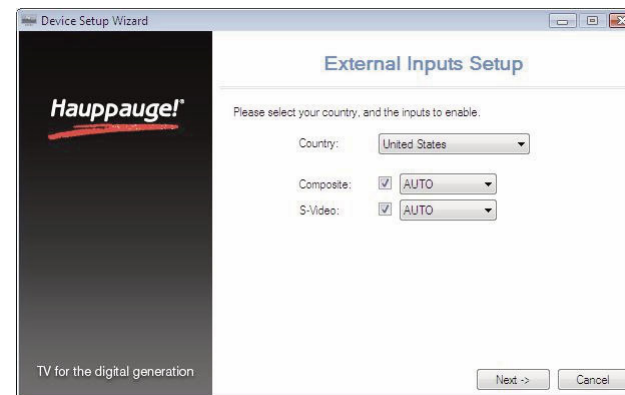 Device Setup Wizard
External Inputs Setup
Hauppauge!
Please select your country, and the inputs to enable.
Country: United States
Composite: AUTO
S-Video: AUTO
TV for the digital generation
Next -> Cancel